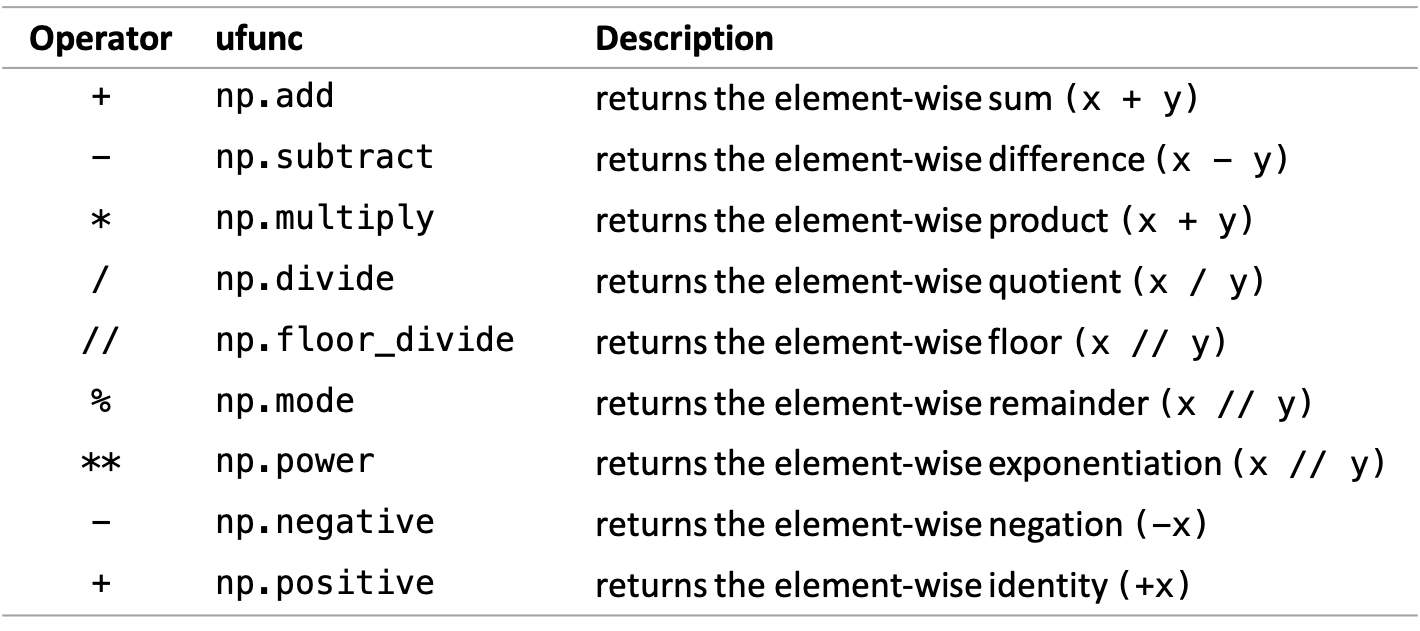 Operator ufunc Description
+ np.add returns the element-wise sum (x + y)
− np.subtract returns the element-wise difference (x − y)
* np.multiply returns the element-wise product (x + y)
/ np.divide returns the element-wise quotient (x / y)
// np.floor_divide returns the element-wise floor (x // y)
% np.mode returns the element-wise remainder (x // y)
** np.power returns the element-wise exponentiation (x // y)
− np.negative returns the element-wise negation (−x)
+ np.positive returns the element-wise identity (+x)